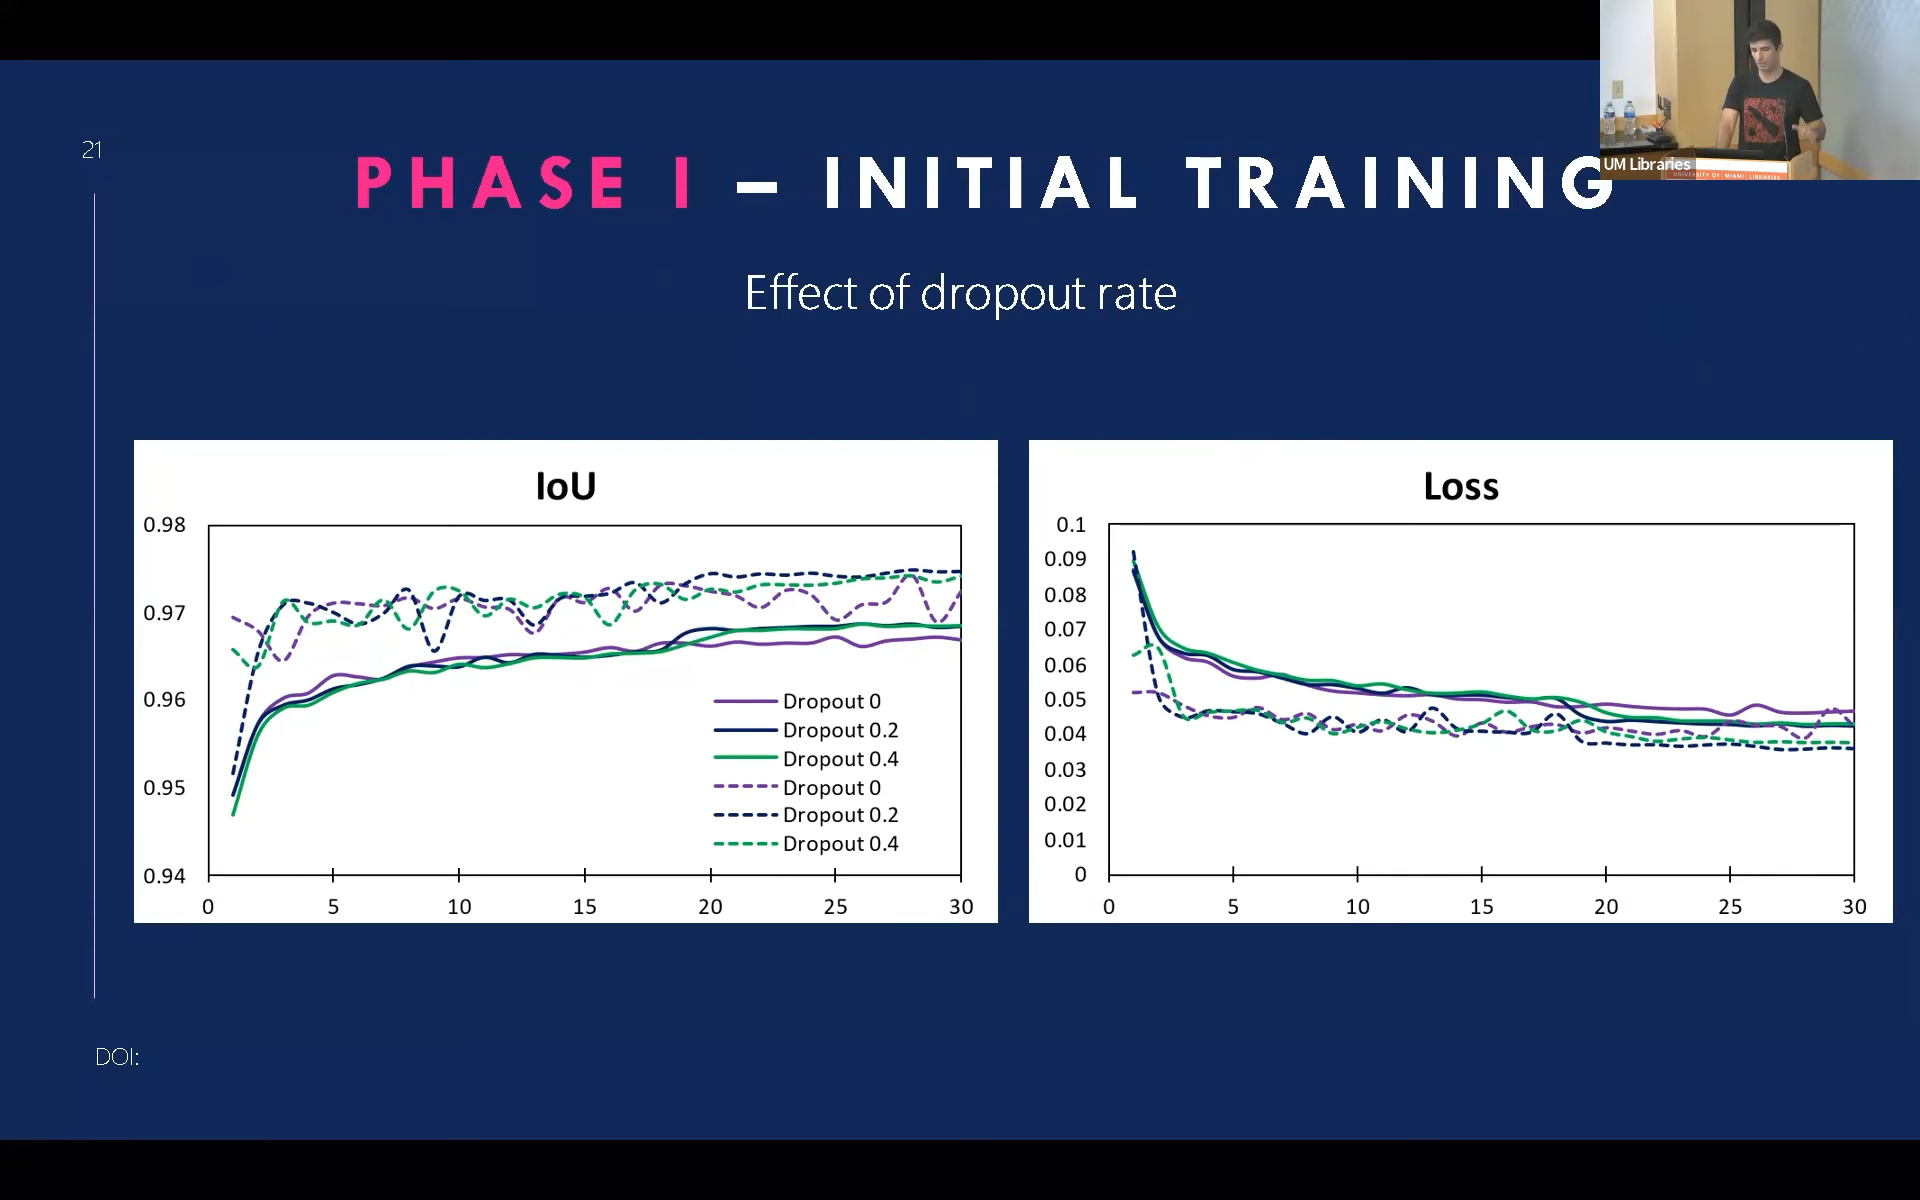 21
PHASE I – INITIAL TRAINING
UM Libraries
UNIVERSITY OF MIAMI LIBRARIES
Effect of dropout rate
IoU
0.98
0.97
0.96
0.95
0.94
0 5 10 15 20 25 30
Dropout 0
Dropout 0.2
Dropout 0.4
Dropout 0
Dropout 0.2
Dropout 0.4
Loss
0.1
0.09
0.08
0.07
0.06
0.05
0.04
0.03
0.02
0.01
0
0 5 10 15 20 25 30
DOI: